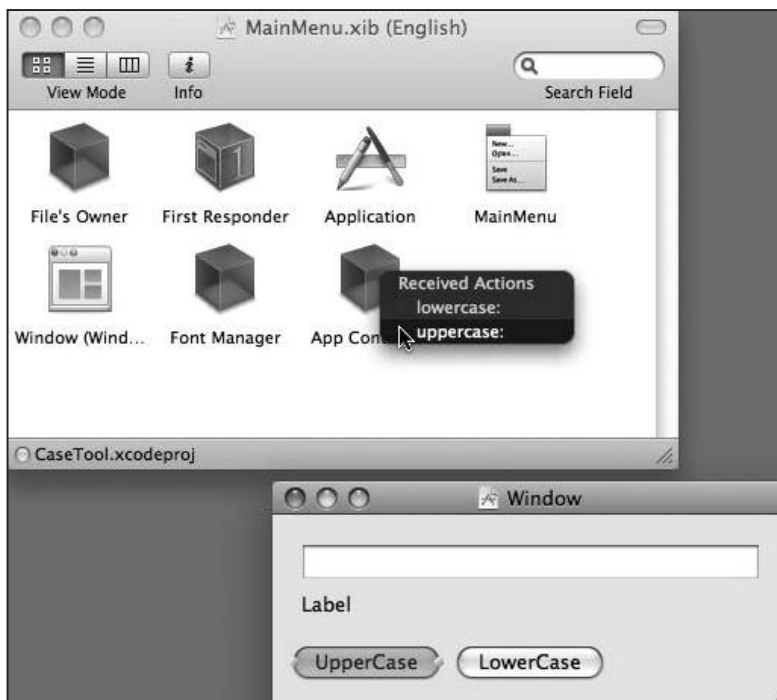 MainMenu.xib (English)
View Mode
Info
Search Field
New...
Open...
Save
Save As...
1
File's Owner
First Responder
Application
MainMenu
Window (Wind...
Font Manager
App Con
Received Actions
lowercase:
uppercase:
CaseTool.xcodeproj
Window
Label
UpperCase
LowerCase